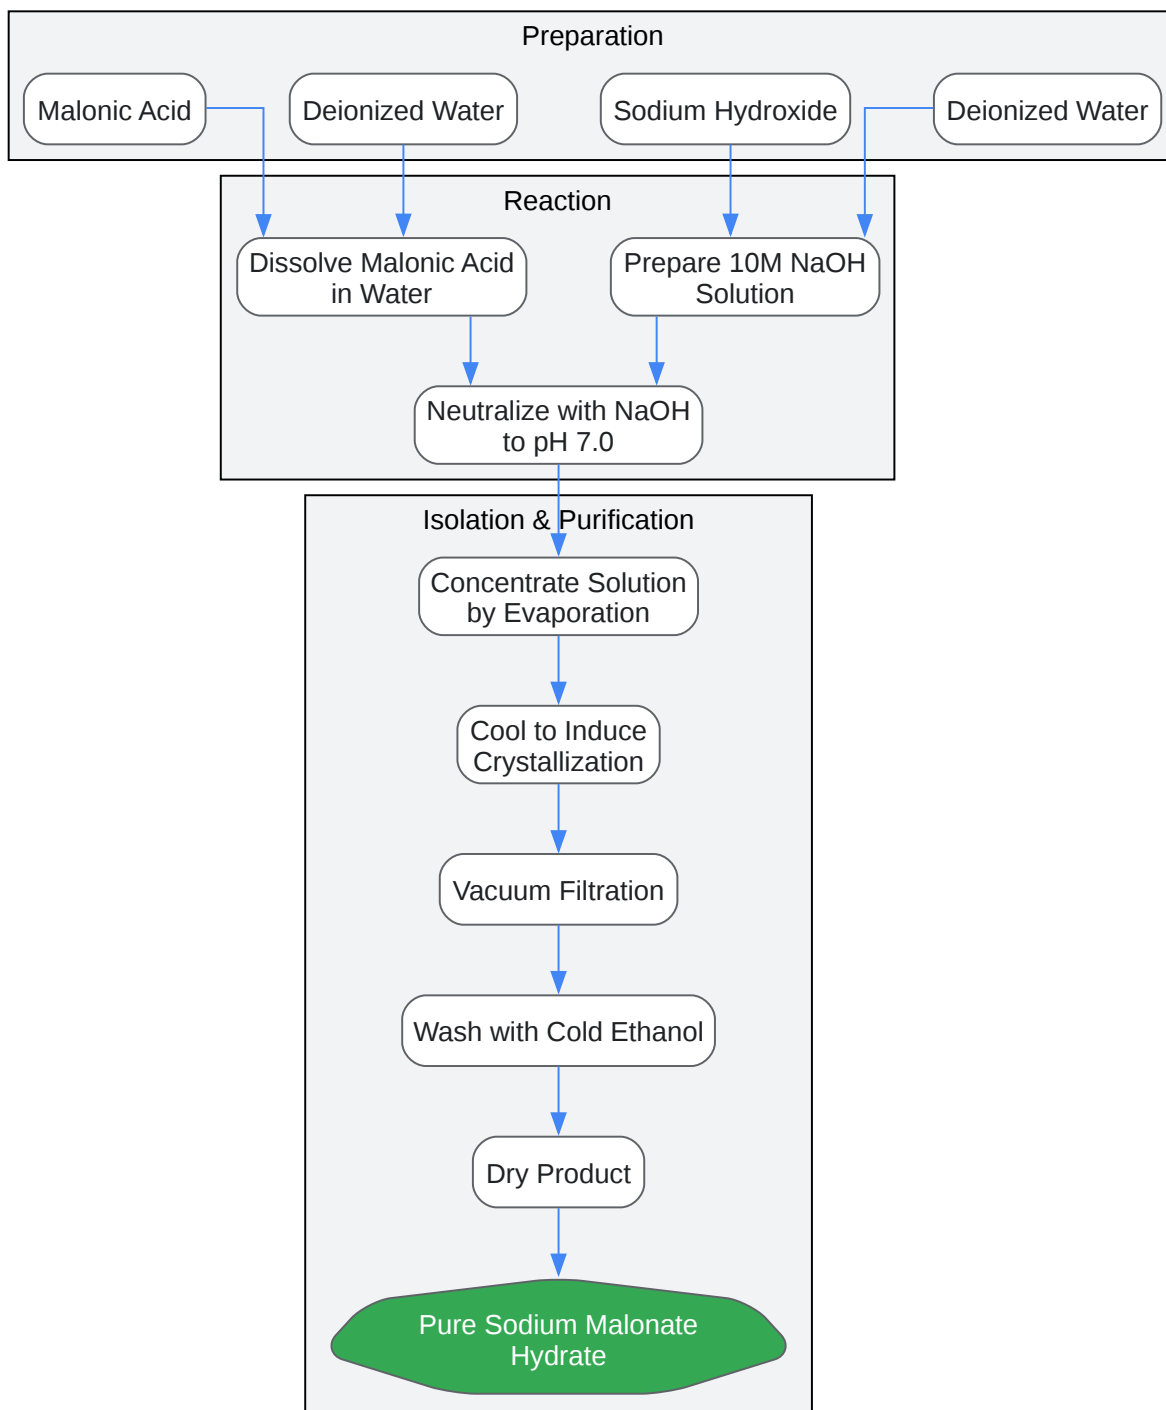 Preparation
Malonic Acid
Deionized Water
Sodium Hydroxide
Deionized Water
Reaction
Dissolve Malonic Acid
in Water
Prepare 10M NaOH
Solution
Neutralize with NaOH
to pH 7.0
Isolation & Purification
Concentrate Solution
by Evaporation
Cool to Induce
Crystallization
Vacuum Filtration
Wash with Cold Ethanol
Dry Product
Pure Sodium Malonate
Hydrate